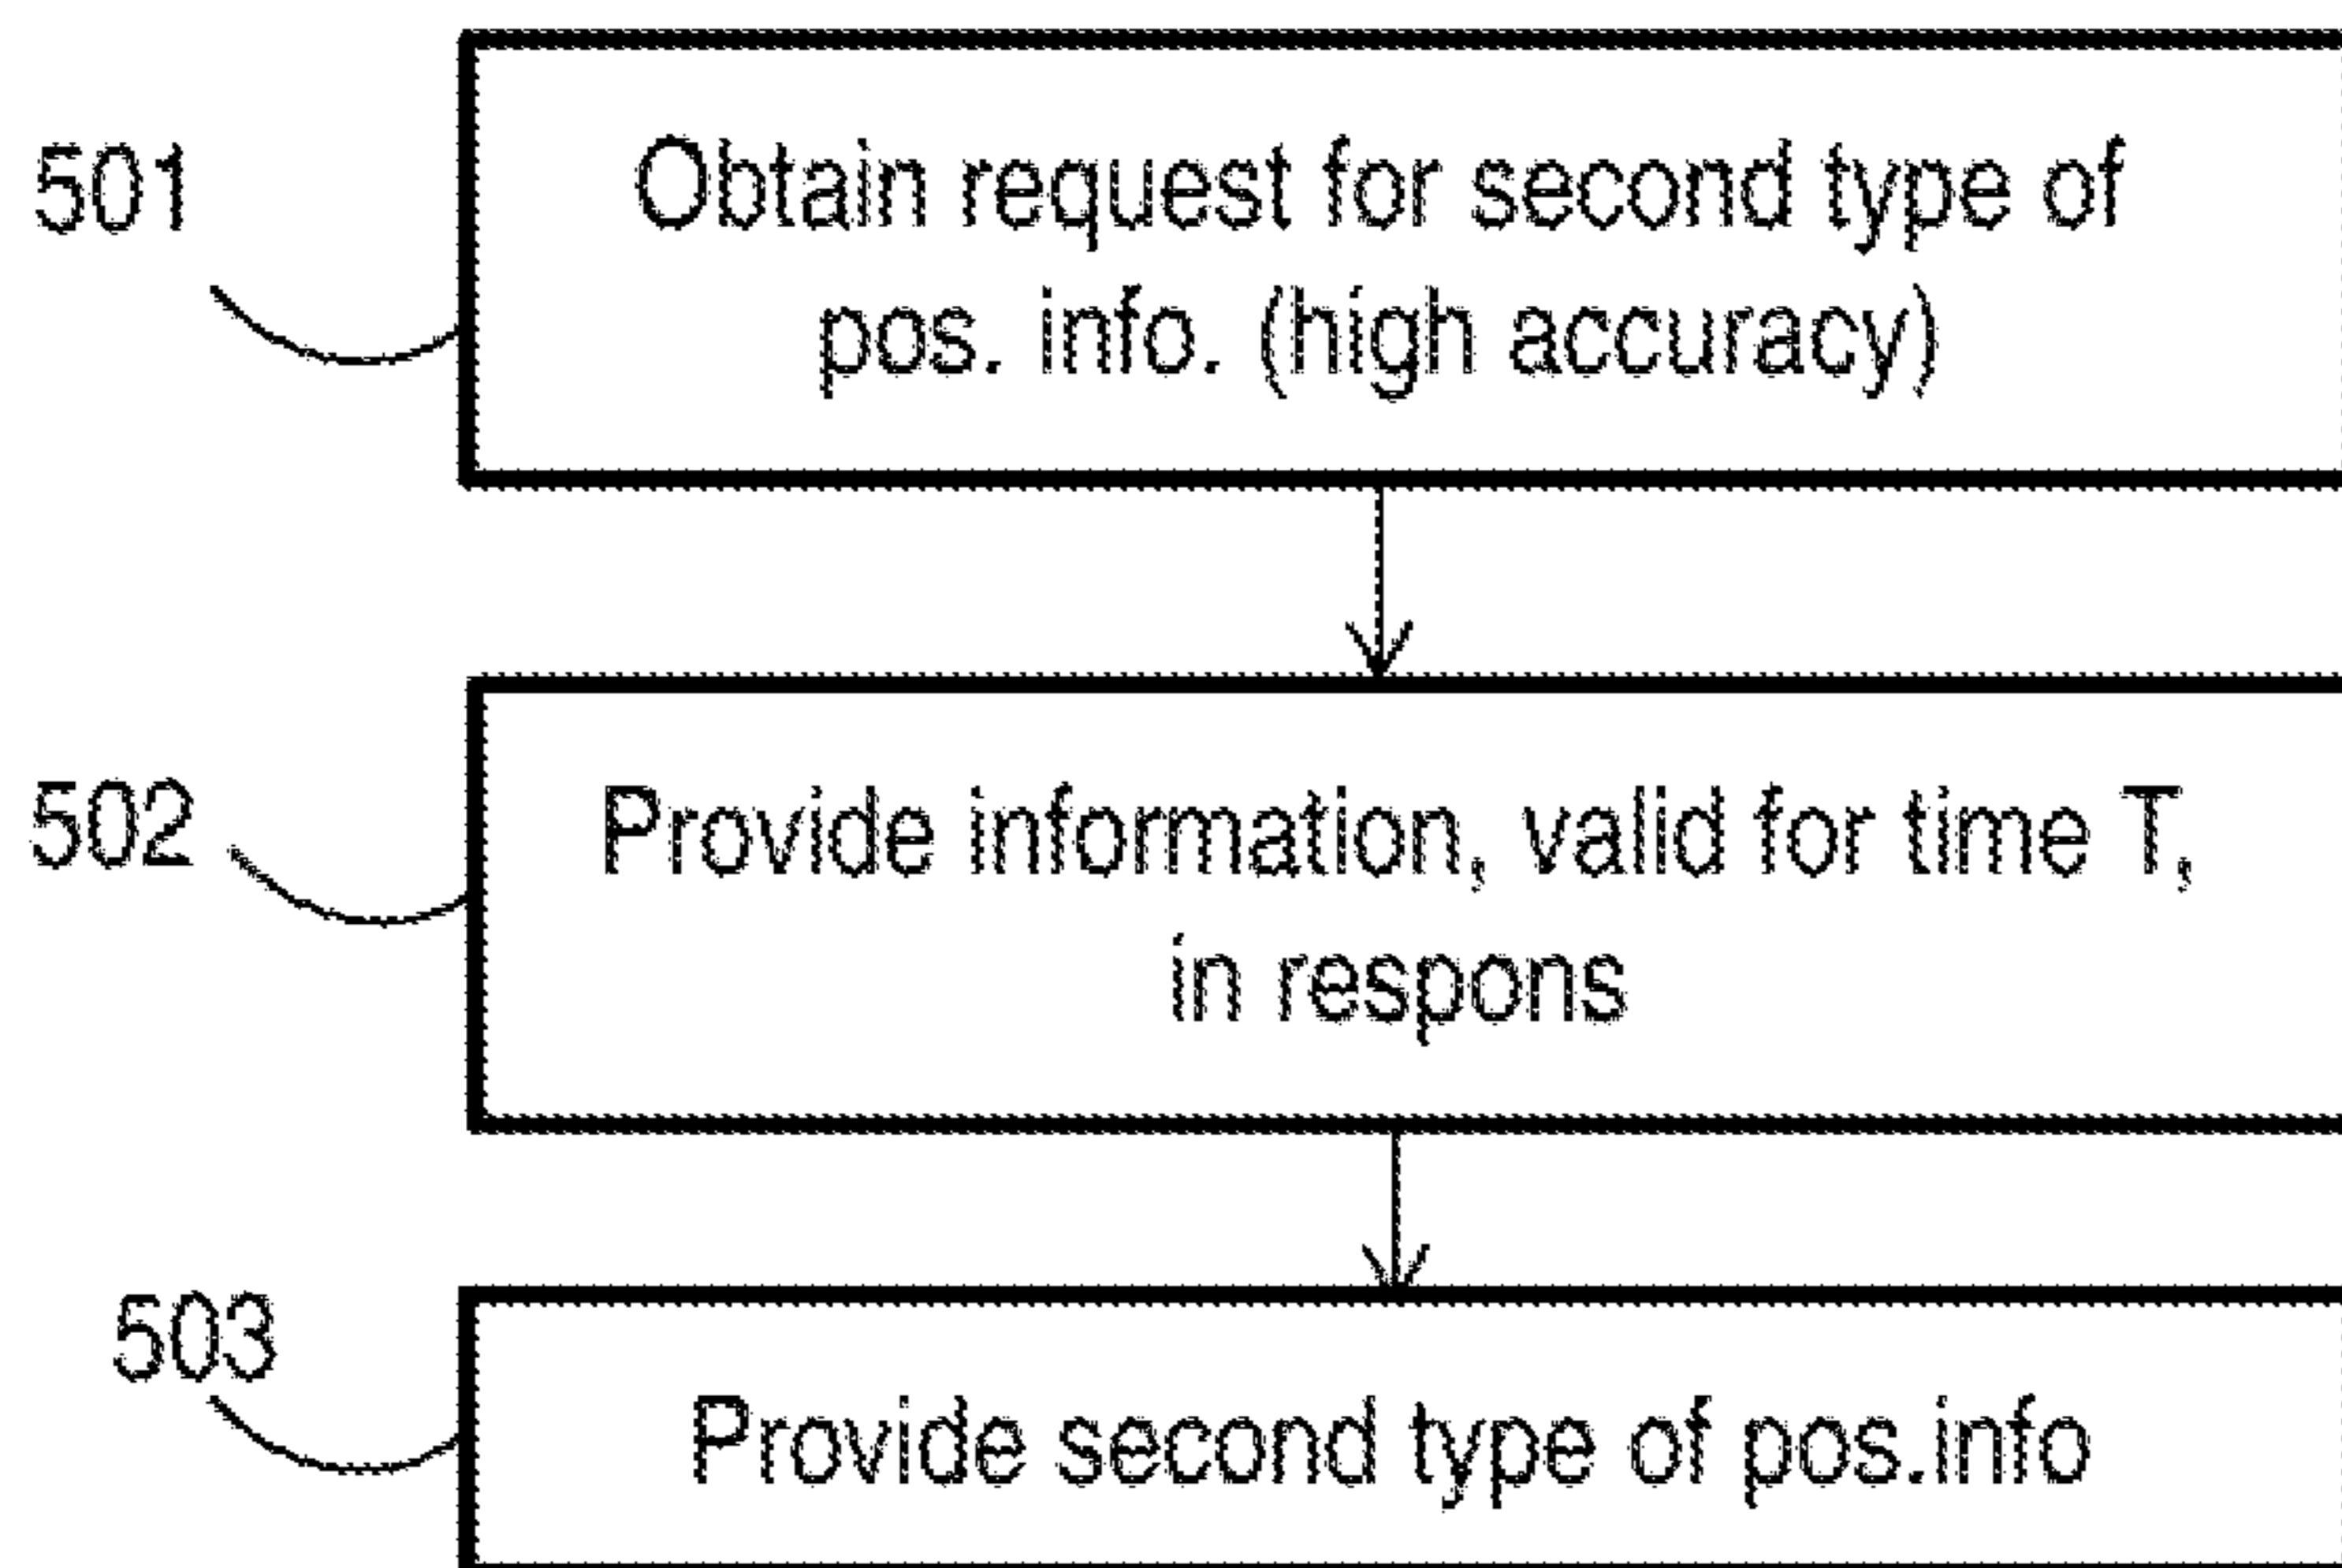 501
Obtain request for second type of
pos. info. (high accuracy)
502
Provide information, valid for time T,
in respons
503
Provide second type of pos.info